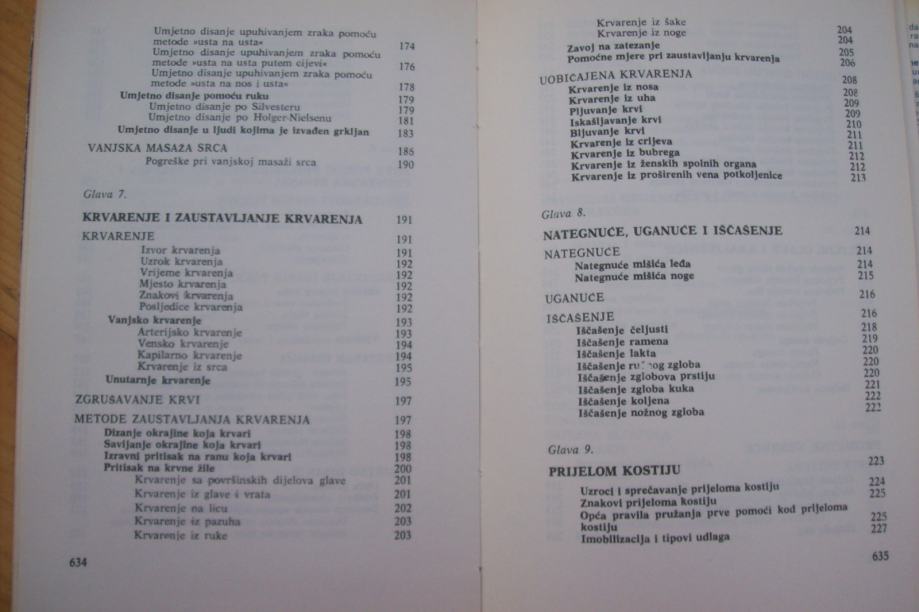 Umjetno disanje upuhivanjem zraka pomoću
metode »usta na usta« 174
Umjetno disanje upuhivanjem zraka pomoću
metode »usta na usta putem cijevi« 176
Umjetno disanje upuhivanjem zraka pomoću
metode »usta na nos i usta« 178
Umjetno disanje pomoću ruku 179
Umjetno disanje po Silvesteru 179
Umjetno disanje po Holger-Nielsenu 181
Umjetno disanje u ljudi kojima je izvađen grkljan 183
VANJSKA MASAŽA SRCA 186
Pogreške pri vanjskoj masaži srca 190
Glava 7.
KRVARENJE I ZAUSTAVLJANJE KRVARENJA 191
KRVARENJE 191
Izvor krvarenja 191
Uzrok krvarenja 192
Vrijeme krvarenja 192
Mjesto krvarenja 192
Znakovi krvarenja 192
Posljedice krvarenja 192
Vanjsko krvarenje 193
Arterijsko krvarenje 193
Vensko krvarenje 194
Kapilarno krvarenje 194
Krvarenje iz srca 195
Unutarnje krvarenje 195
ZGRUŠAVANJE KRVI 197
METODE ZAUSTAVLJANJA KRVARENJA 197
Dizanje okrajine koja krvari 198
Savijanje okrajine koja krvari 198
Izravni pritisak na ranu koja krvari 198
Pritisak na krvne žile 200
Krvarenje sa površinskih dijelova glave 201
Krvarenje iz glave i vrata 201
Krvarenje na licu 202
Krvarenje iz pazuha 203
Krvarenje iz ruke 203
634
Krvarenje iz šake 204
Krvarenje iz noge 204
Zavoj na zatezanje 205
Pomoćne mjere pri zaustavljanju krvarenja 206
UOBIČAJENA KRVARENJA 208
Krvarenje iz nosa 208
Krvarenje iz uha 209
Pljuvanje krvi 209
Iskašljavanje krvi 210
Bljuvanje krvi 211
Krvarenje iz crijeva 211
Krvarenje iz bubrega 212
Krvarenje iz ženskih spolnih organa 212
Krvarenje iz proširenih vena potkoljenice 213
Glava 8.
NATEGNUĆE, UGANUĆE I IŠČAŠENJE 214
NATEGNUĆE 214
Nategnuće mišića leđa 214
Nategnuće mišića noge 215
UGANUĆE 216
IŠČAŠENJE 216
Iščašenje čeljusti 218
Iščašenje ramena 219
Iščašenje lakta 220
Iščašenje ručnog zgloba 220
Iščašenje zglobova prstiju 220
Iščašenje zgloba kuka 221
Iščašenje koljena 222
Iščašenje nožnog zgloba 222
Glava 9.
PRIJELOM KOSTIJU 223
Uzroci i sprečavanje prijeloma kostiju 224
Znakovi prijeloma kostiju 225
Opća pravila pružanja prve pomoći kod prijeloma
kostiju 225
Imobilizacija i tipovi udlaga 227
635